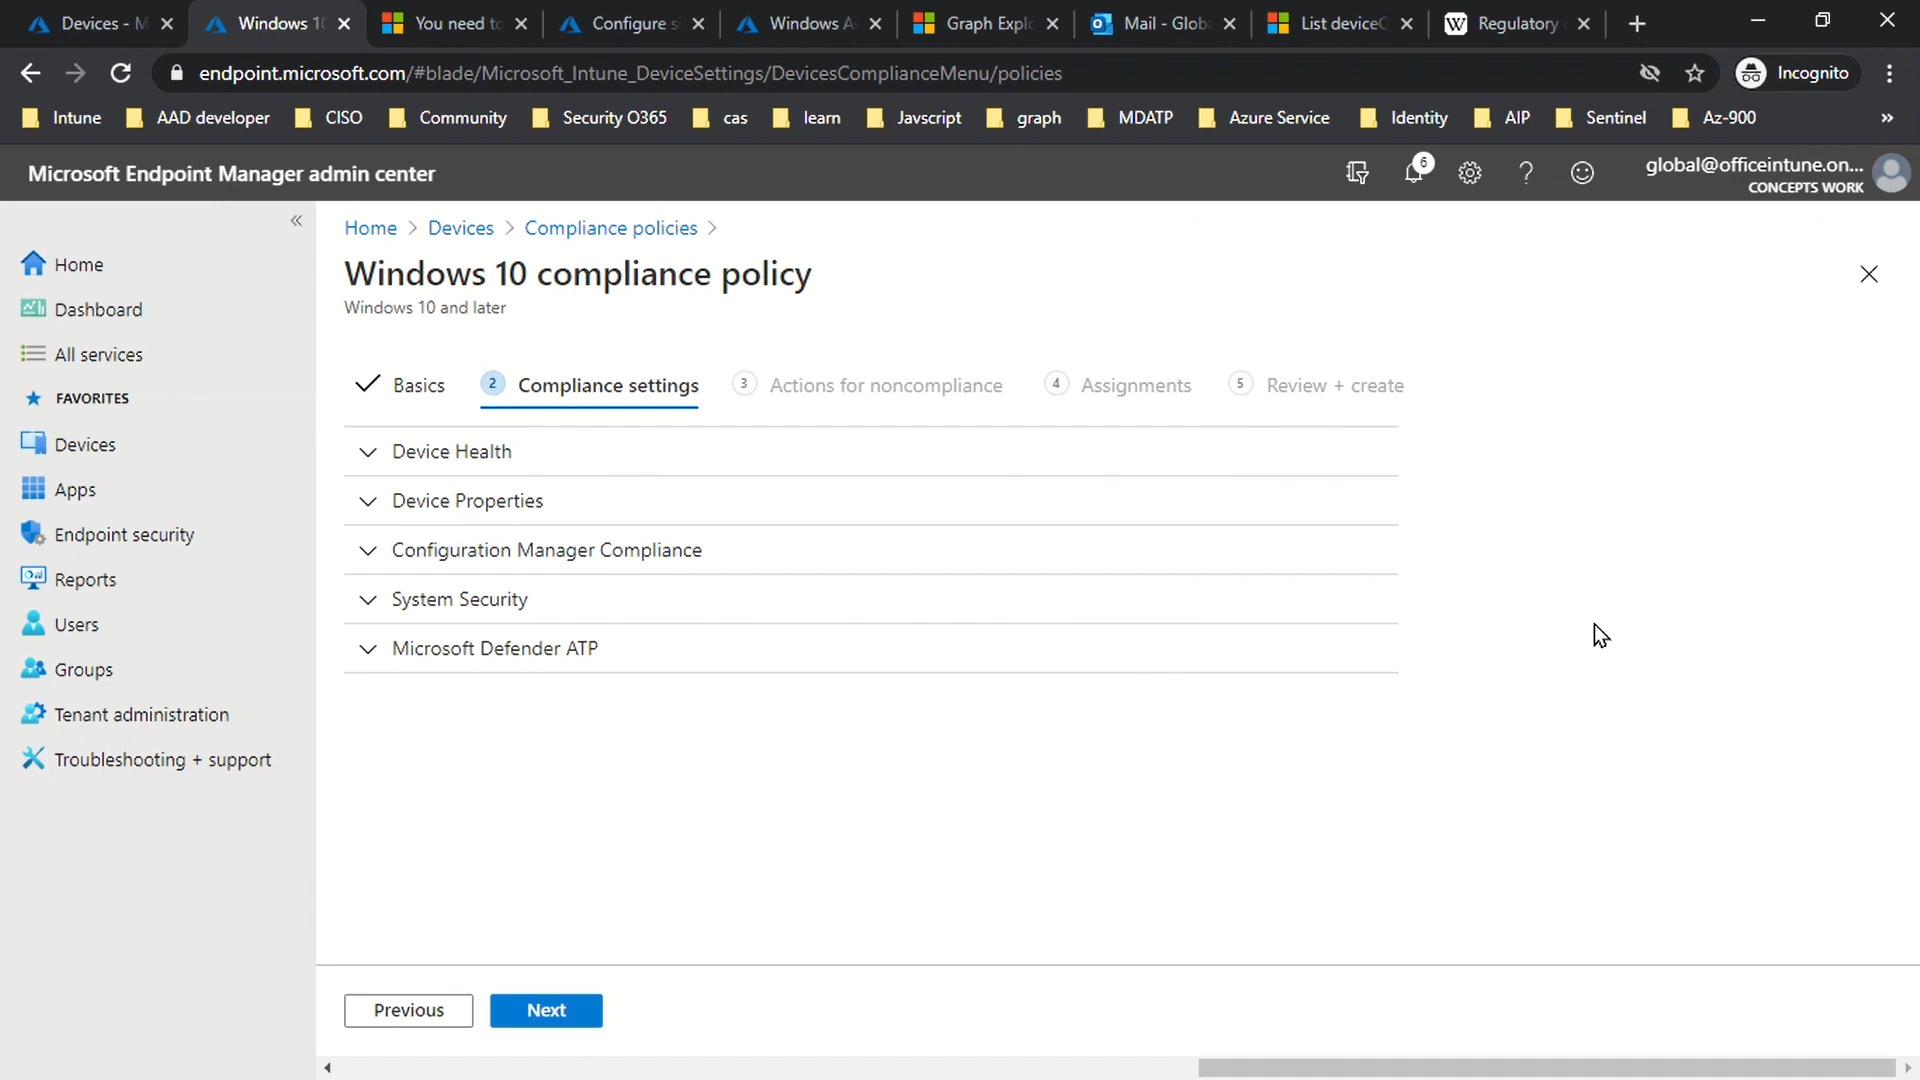 Devices - M
Windows 10
You need to
Configure s
Windows A
Graph Expl
Mail - Glob
List deviceC
Regulatory
endpoint.microsoft.com/#blade/Microsoft_Intune_DeviceSettings/DevicesComplianceMenu/policies
Incognito
Intune
AAD developer
CISO
Community
Security O365
cas
learn
Javscript
graph
MDATP
Azure Service
Identity
AIP
Sentinel
Az-900
»
Microsoft Endpoint Manager admin center
6
global@officeintune.on...
CONCEPTS WORK
Home
Dashboard
All services
FAVORITES
Devices
Apps
Endpoint security
Reports
Users
Groups
Tenant administration
Troubleshooting + support
Home > Devices > Compliance policies >
Windows 10 compliance policy
Windows 10 and later
Basics
2 Compliance settings
3 Actions for noncompliance
4 Assignments
5 Review + create
Device Health
Device Properties
Configuration Manager Compliance
System Security
Microsoft Defender ATP
Previous
Next